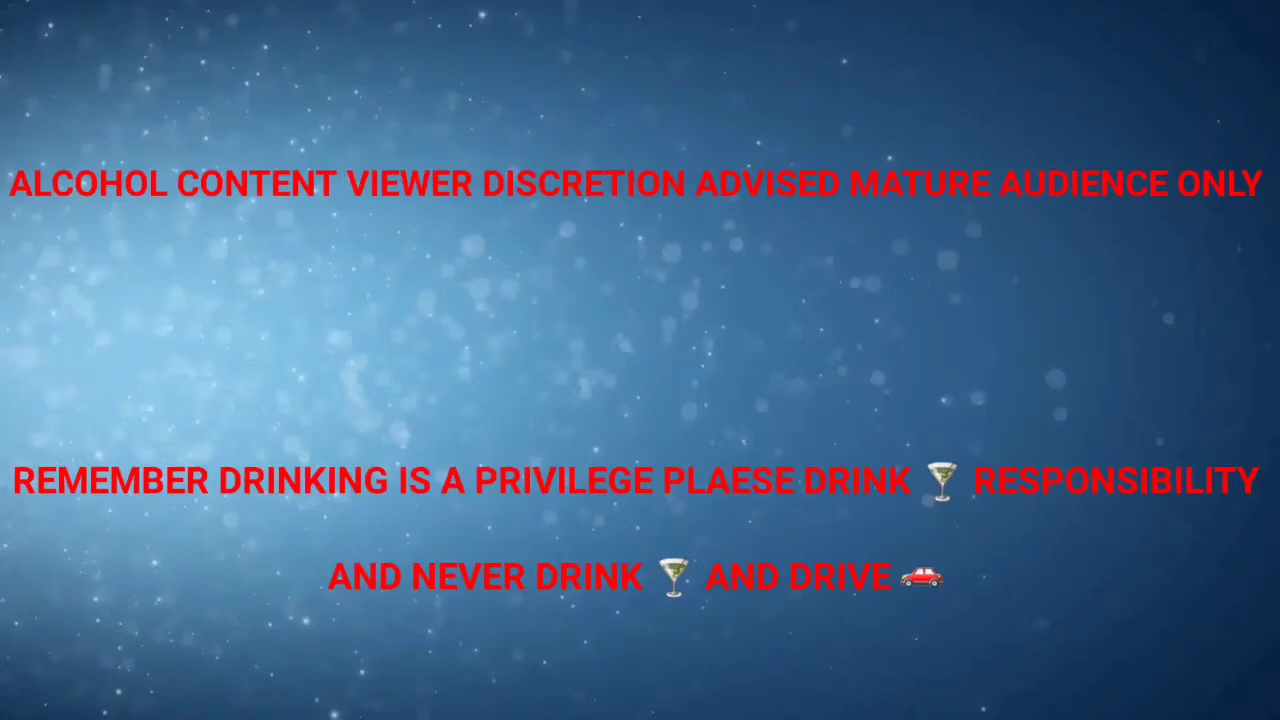 ALCOHOL CONTENT VIEWER DISCRETION ADVISED MATURE AUDIENCE ONLY
REMEMBER DRINKING IS A PRIVILEGE PLAESE DRINK 🍸 RESPONSIBILITY
AND NEVER DRINK 🍸 AND DRIVE 🚗